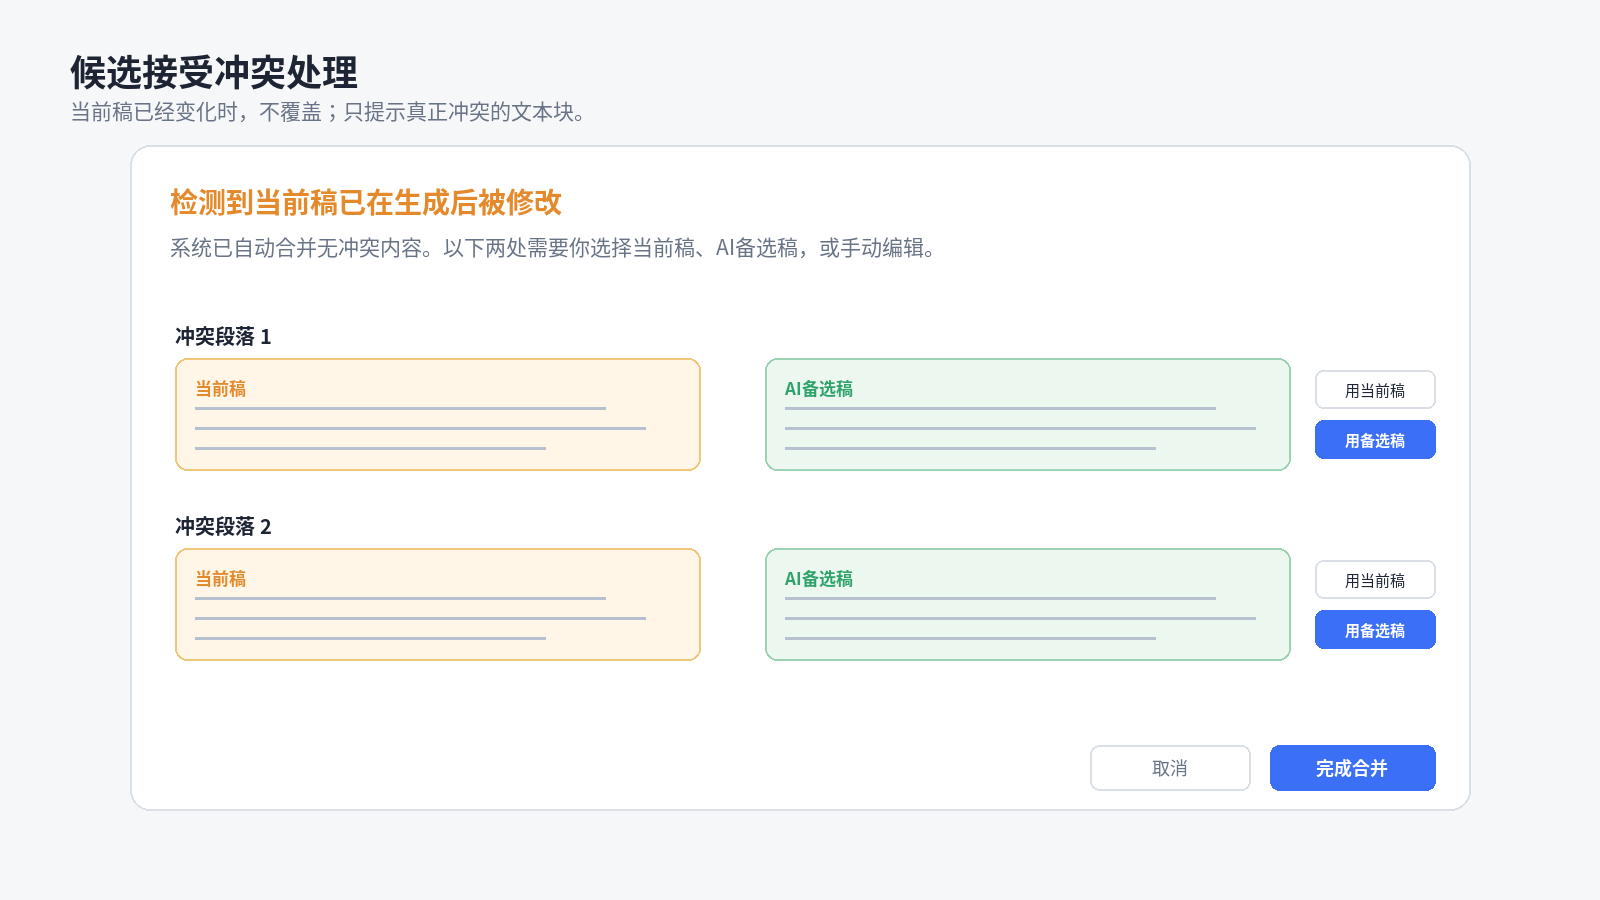 候选接受冲突处理
当前稿已经变化时，不覆盖；只提示真正冲突的文本块。
检测到当前稿已在生成后被修改
系统已自动合并无冲突内容。以下两处需要你选择当前稿、AI备选稿，或手动编辑。
冲突段落 1
当前稿
AI备选稿
用当前稿
用备选稿
冲突段落 2
当前稿
AI备选稿
用当前稿
用备选稿
取消
完成合并